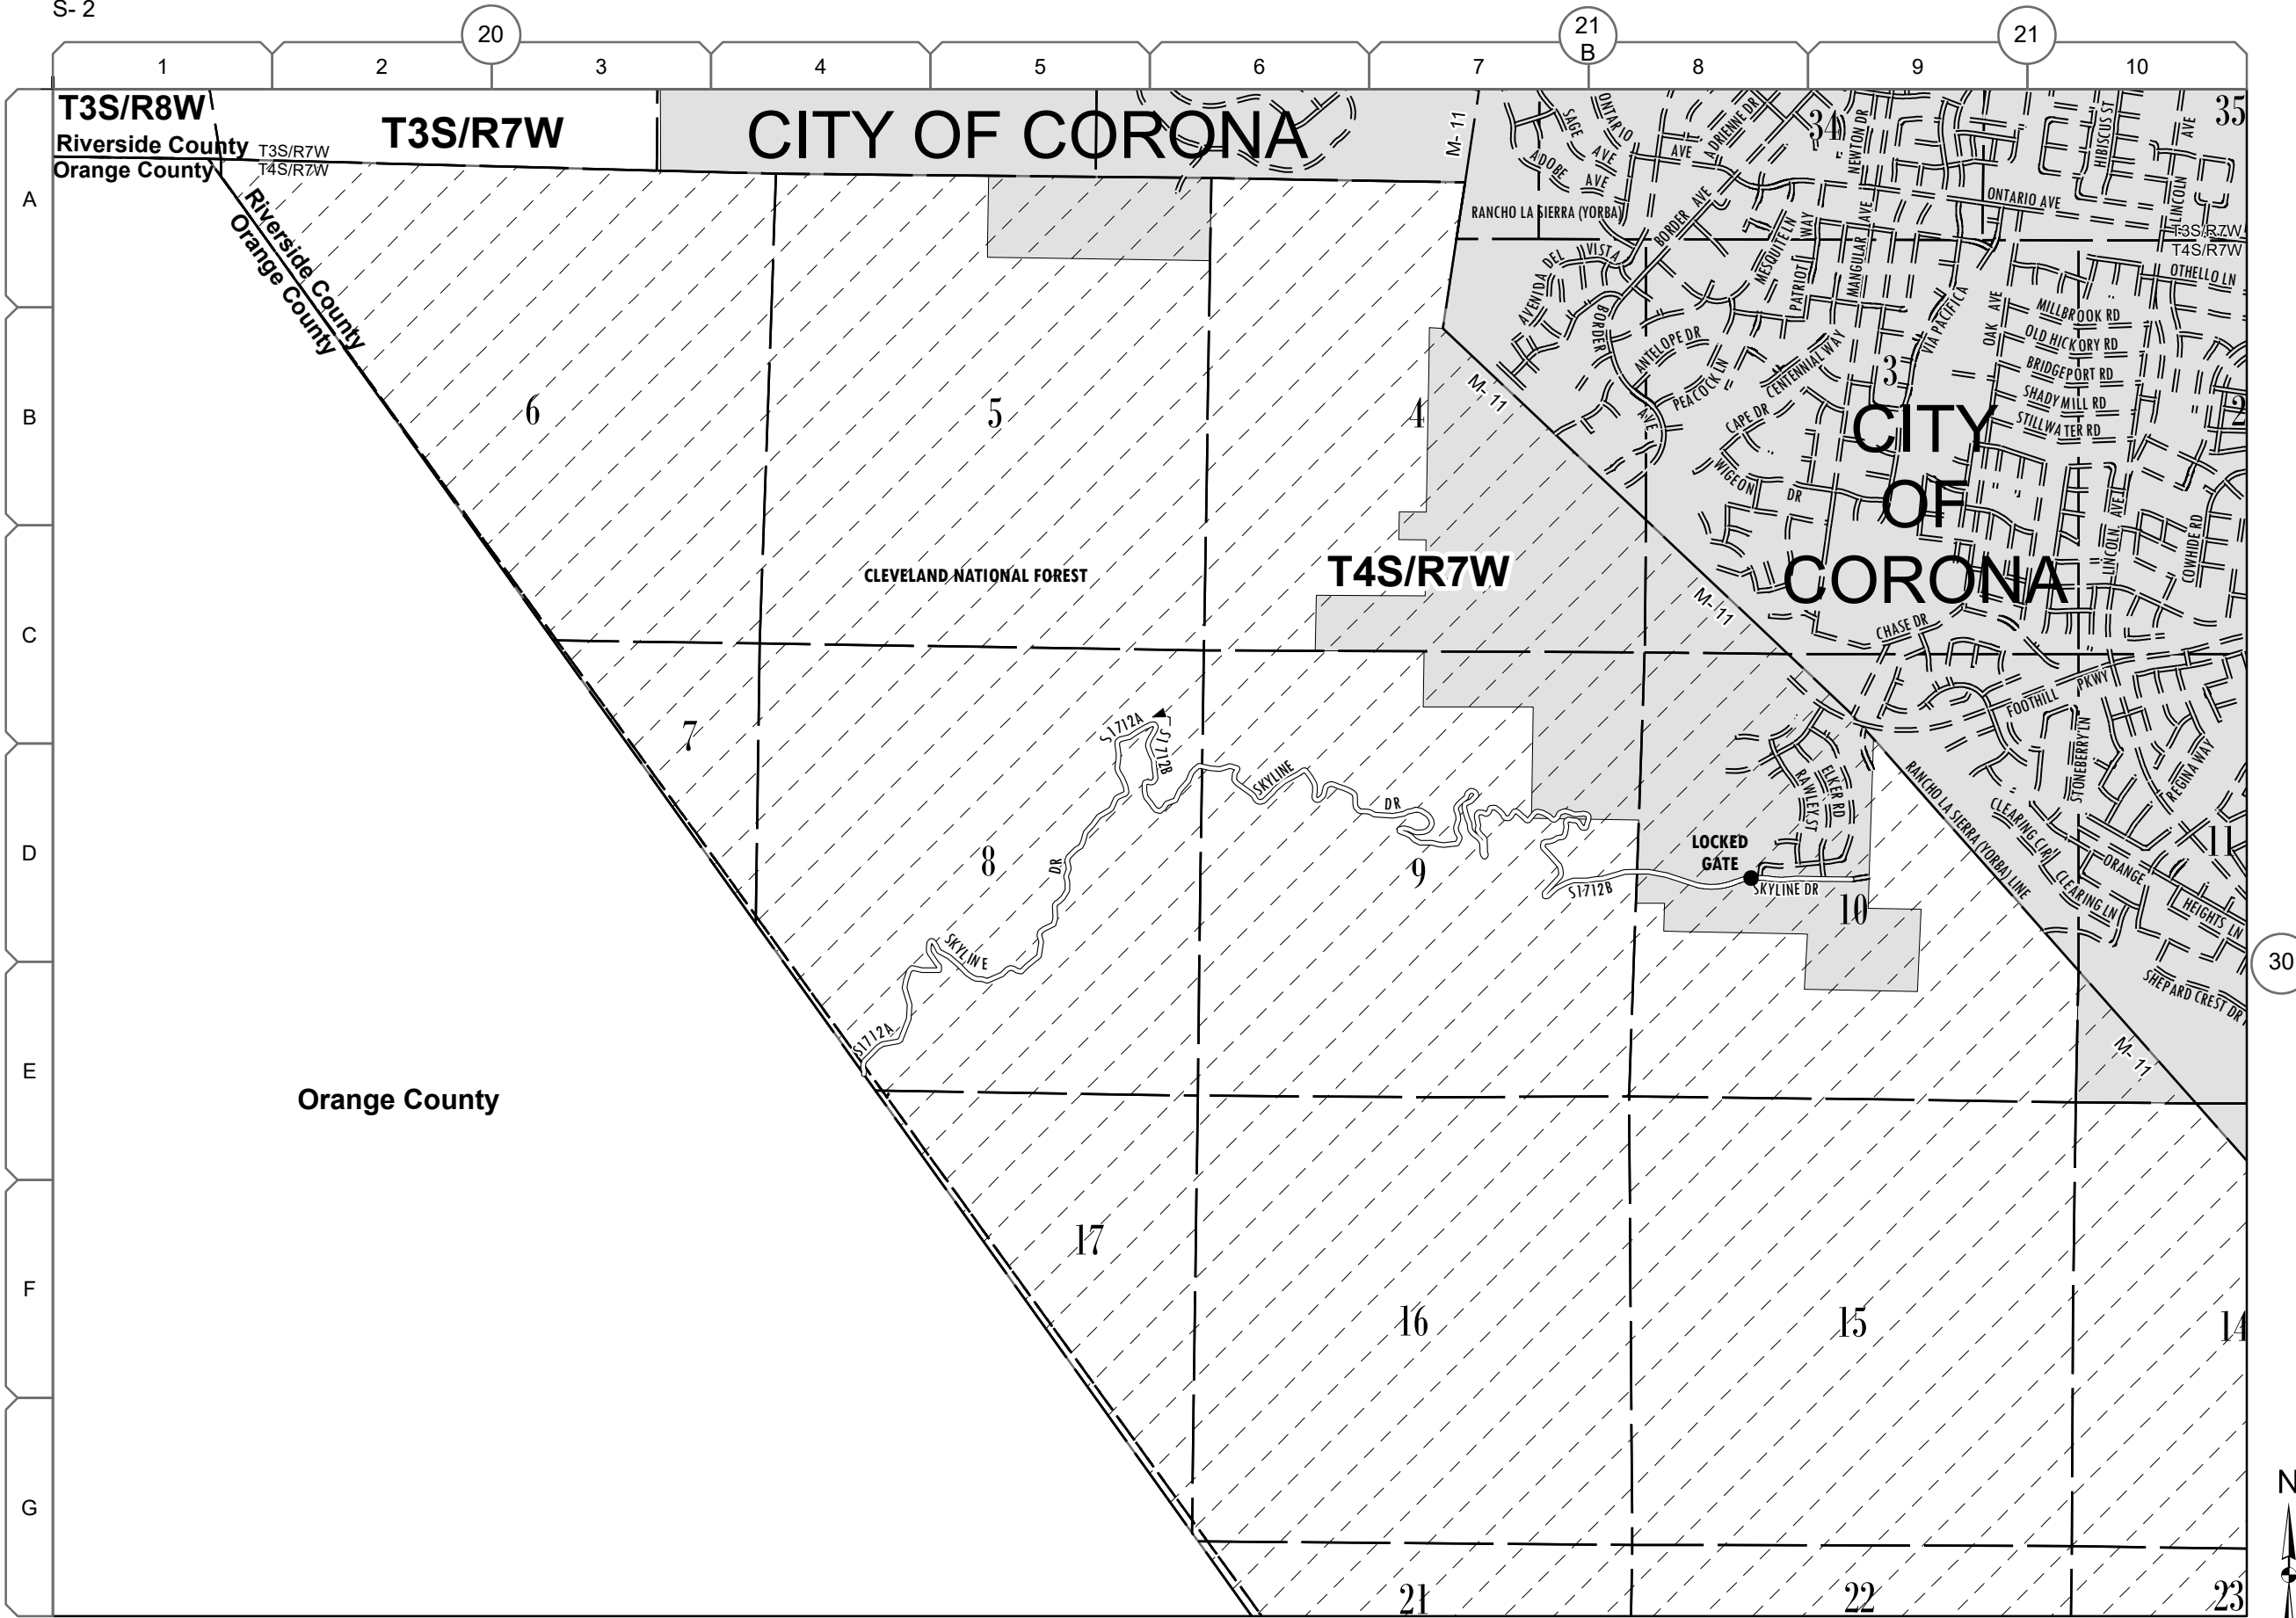 S- 2
20
21
B
21
1
2
3
4
5
6
7
8
9
10
A
B
C
D
E
F
G
T3S/R8W
Riverside County
Orange County
T3S/R7W
T4S/R7W
T3S/R7W
CITY OF CORONA
Riverside County
Orange County
Riverside County
Orange County
M- 11
SAGE AVE
ONTARIO AVE
ADOBE AVE
ADRIENNE DR
34
NEWTON DR
HIBISCUS ST
LINCOLN AVE
35
RANCHO LA SIERRA (YORBA)
BORDER AVE
MESQUITE LN
PATRIOT WAY
MANGULAR AVE
ONTARIO AVE
T3S/R7W
T4S/R7W
OTHELLO LN
AVENIDA DEL VISTA
BORDER AVE
ANTELOPE DR
PEACOCK LN
CENTENNIAL WAY
CAPE DR
WIGEON DR
VIA PACIFICA
OAK AVE
MILLBROOK RD
OLD HICKORY RD
BRIDGEPORT RD
SHADY MILL RD
STILLWATER RD
3
2
CITY
OF
CORONA
LINCOLN AVE
COWHIDE RD
6
5
4
M- 11
CLEVELAND NATIONAL FOREST
T4S/R7W
M- 11
CHASE DR
FOOTHILL PKWY
STONEBERRY LN
REGINA WAY
7
S1712A
S1712B
SKYLINE DR
RAWLEY ST
ELKER RD
RANCHO LA SIERRA (YORBA) LINE
CLEARING CIR
CLEARING LN
ORANGE HEIGHTS LN
11
8
DR
9
LOCKED
GATE
S1712B
SKYLINE DR
10
SKYLINE
S1712A
SHEPARD CREST DR
30
M- 11
Orange County
17
16
15
14
21
22
23
N